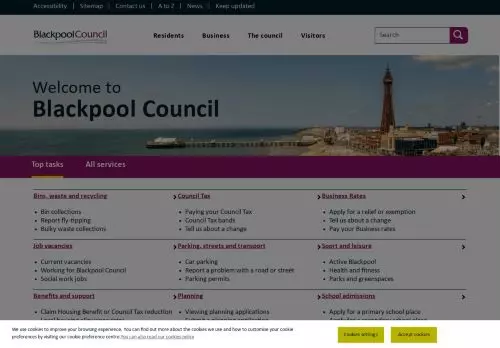 Accessibility | Sitemap | Contact us | A to Z | News | Keep updated
BlackpoolCouncil
Residents Business The council Visitors
Search
Welcome to
Blackpool Council
Top tasks All services
Bins, waste and recycling
Council Tax
Business Rates
• Bin collections
• Report fly-tipping
• Bulky waste collections
• Paying your Council Tax
• Council Tax bands
• Tell us about a change
• Apply for a relief or exemption
• Tell us about a change
• Pay your Business rates
Job vacancies
Parking, streets and transport
Sport and leisure
• Current vacancies
• Working for Blackpool Council
• Social work jobs
• Car parking
• Report a problem with a road or street
• Parking permits
• Active Blackpool
• Health and fitness
• Parks and greenspaces
Benefits and support
Planning
School admissions
• Claim Housing Benefit or Council Tax reduction
• Viewing planning applications
• Apply for a primary school place
We use cookies to improve your browsing experience. You can find out more about the cookies we use and how to customise your cookie
preferences by visiting our cookie preference centre.You can also read our cookies policy
Cookies settings
Accept cookies